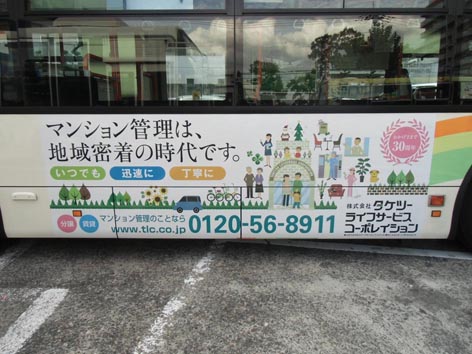 マンション管理は、
地域密着の時代です。
いつでも 迅速に 丁寧に
おかげさまで
30周年
分譲 賃貸 マンション管理のことなら
www.tlc.co.jp 0120-56-8911
株式会社 タケツー
ライフサービス
コーポレイション